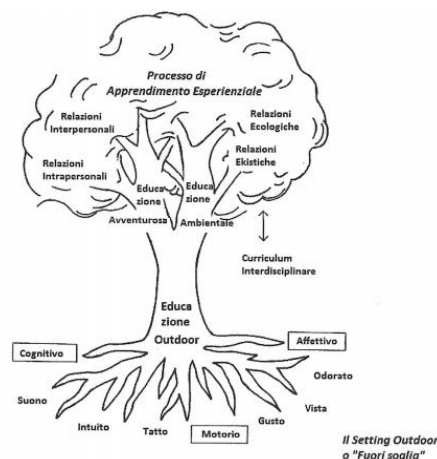 Processo di
Apprendimento Esperienziale
Relazioni
Interpersonali
Relazioni
Ecologiche
Relazioni
Intrapersonali
Relazioni
Ekistiche
Educa
zione
Avventurosa
Educa
zione
Ambientale
Curriculum
Interdisciplinare
Educa
zione
Outdoor
Cognitivo
Affettivo
Suono
Intuito
Tatto
Motorio
Gusto
Vista
Odorato
Il Setting Outdoor
o "Fuori soglia"